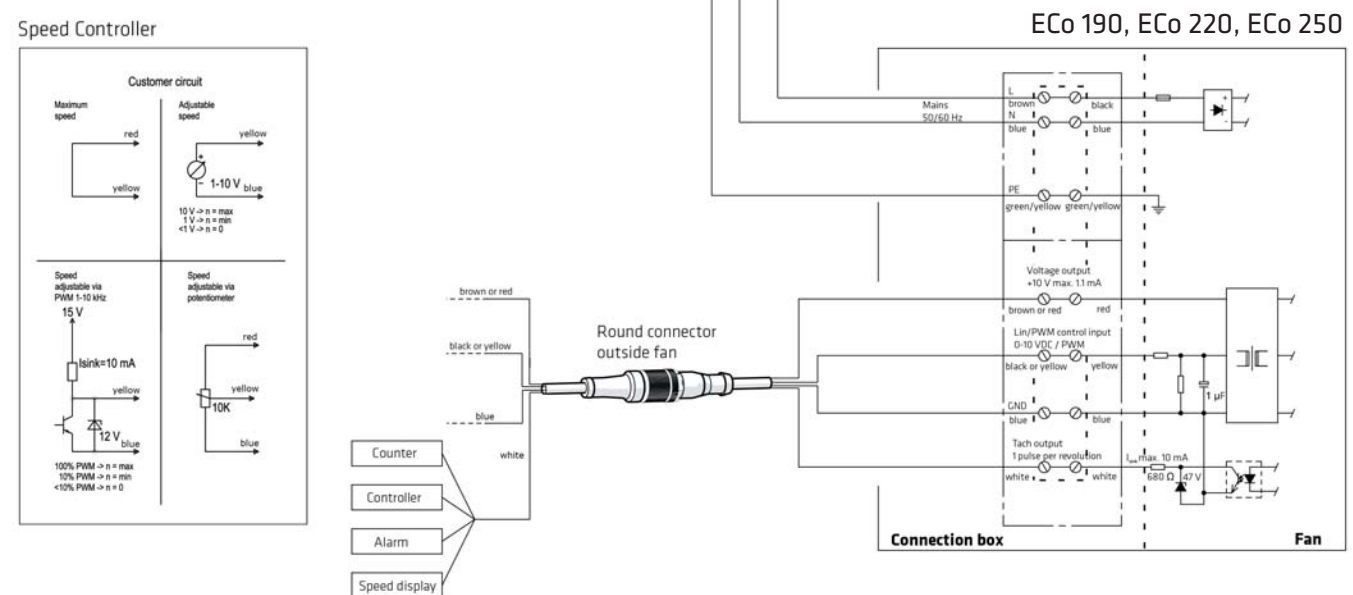 Speed Controller
ECo 190, ECo 220, ECo 250
Customer circuit
Maximum
speed
red
yellow
Adjustable
speed
yellow
+
−
1-10 V
blue
10 V -> n = max
1 V -> n = min
<1 V -> n = 0
Speed
adjustable via
PWM 1-10 kHz
15 V
Isink=10 mA
yellow
12 V
blue
100% PWM -> n = max
10% PWM -> n = min
<10% PWM -> n = 0
Speed
adjustable via
potentiometer
red
yellow
10K
blue
brown or red
black or yellow
blue
white
Counter
Controller
Alarm
Speed display
Round connector
outside fan
Mains
50/60 Hz
L
brown
black
N
blue
blue
+
-
PE
green/yellow
green/yellow
Voltage output
+10 V max. 1.1 mA
brown or red
red
Lin/PWM control input
0-10 VDC / PWM
black or yellow
yellow
1 µF
GND
blue
blue
Tach output
1 pulse per revolution
white
white
max. 10 mA
680 Ω
47 V
Connection box
Fan